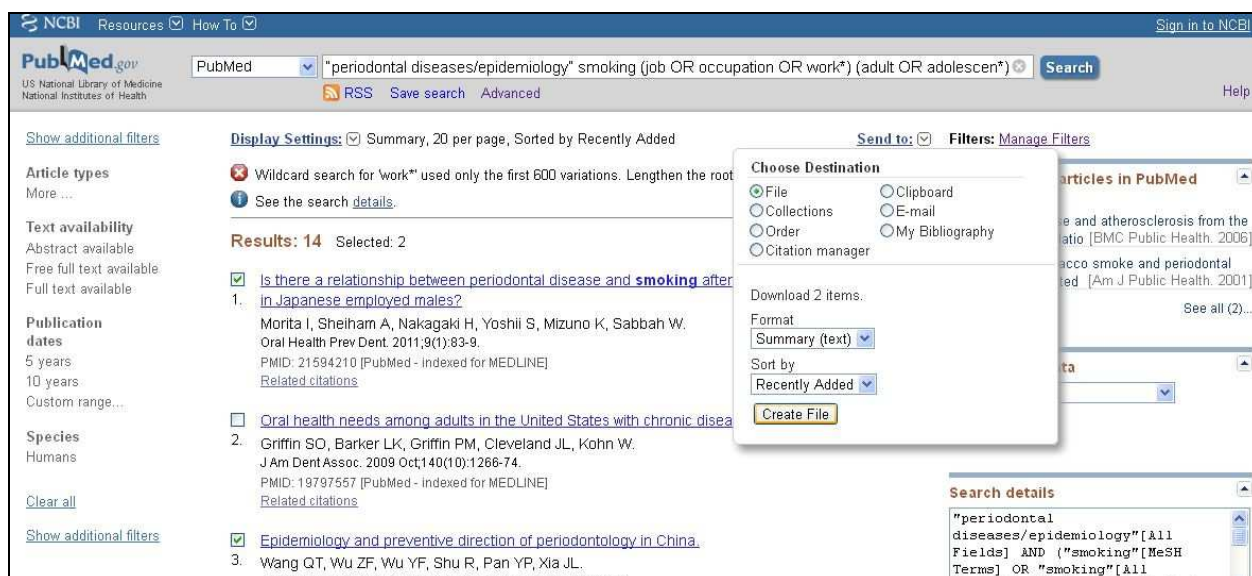 NCBI Resources How To Sign in to NCBI
PubMed.gov
US National Library of Medicine
National Institutes of Health
PubMed "periodontal diseases/epidemiology" smoking (job OR occupation OR work*) (adult OR adolescen*) Search
RSS Save search Advanced
Help
Show additional filters
Article types
More ...
Text availability
Abstract available
Free full text available
Full text available
Publication
dates
5 years
10 years
Custom range...
Species
Humans
Clear all
Show additional filters
Display Settings: Summary, 20 per page, Sorted by Recently Added
Send to: Filters: Manage Filters
Wildcard search for 'work*' used only the first 600 variations. Lengthen the root
See the search details.
Results: 14 Selected: 2
Is there a relationship between periodontal disease and smoking after
1. in Japanese employed males?
Morita I, Sheiham A, Nakagaki H, Yoshii S, Mizuno K, Sabbah W.
Oral Health Prev Dent. 2011;9(1):83-9.
PMID: 21594210 [PubMed - indexed for MEDLINE]
Related citations
Oral health needs among adults in the United States with chronic disea
2. Griffin SO, Barker LK, Griffin PM, Cleveland JL, Kohn W.
J Am Dent Assoc. 2009 Oct;140(10):1266-74.
PMID: 19797557 [PubMed - indexed for MEDLINE]
Related citations
Epidemiology and preventive direction of periodontology in China.
3. Wang QT, Wu ZF, Wu YF, Shu R, Pan YP, Xia JL.
Choose Destination
File Clipboard
Collections E-mail
Order My Bibliography
Citation manager
Download 2 items.
Format
Summary (text)
Sort by
Recently Added
Create File
articles in PubMed
e and atherosclerosis from the
atio [BMC Public Health. 2006]
acco smoke and periodontal
ted [Am J Public Health. 2001]
See all (2)...
ta
Search details
"periodontal
diseases/epidemiology"[All
Fields] AND ("smoking"[MeSH
Terms] OR "smoking"[All